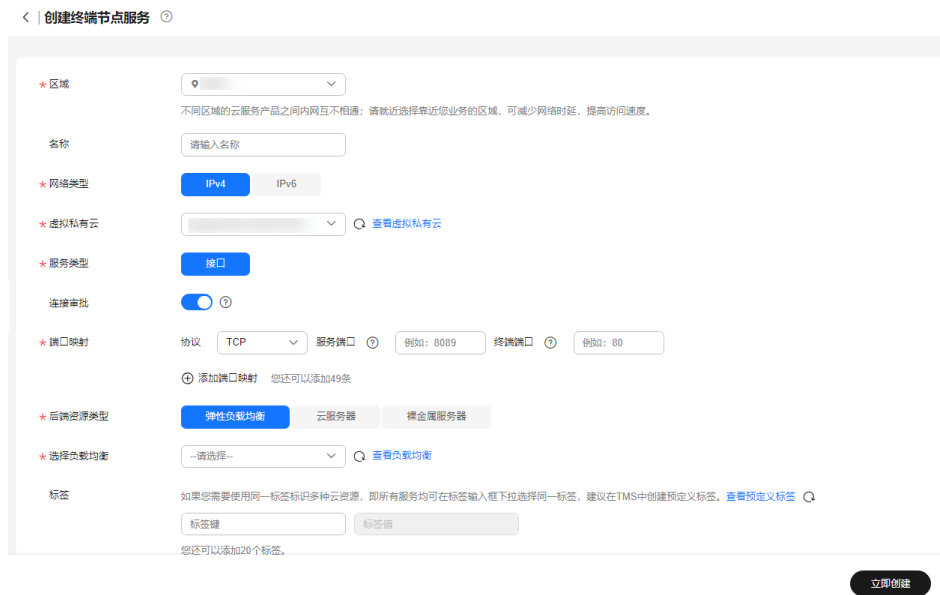 创建终端节点服务
* 区域
不同区域的云服务产品之间内网互不相通；请就近选择靠近您业务的区域，可减少网络时延，提高访问速度。
名称 请输入名称
* 网络类型 IPv4 IPv6
* 虚拟私有云 查看虚拟私有云
* 服务类型 接口
连接审批
* 端口映射 协议 TCP 服务端口 例如：8089 终端端口 例如：80
添加端口映射 您还可以添加49条
* 后端资源类型 弹性负载均衡 云服务器 裸金属服务器
* 选择负载均衡 --请选择-- 查看负载均衡
标签 如果您需要使用同一标签标识多种云资源，即所有服务均可在标签输入框下拉选择同一标签，建议在TMS中创建预定义标签。查看预定义标签
标签键 标签值
您还可以添加20个标签。
立即创建